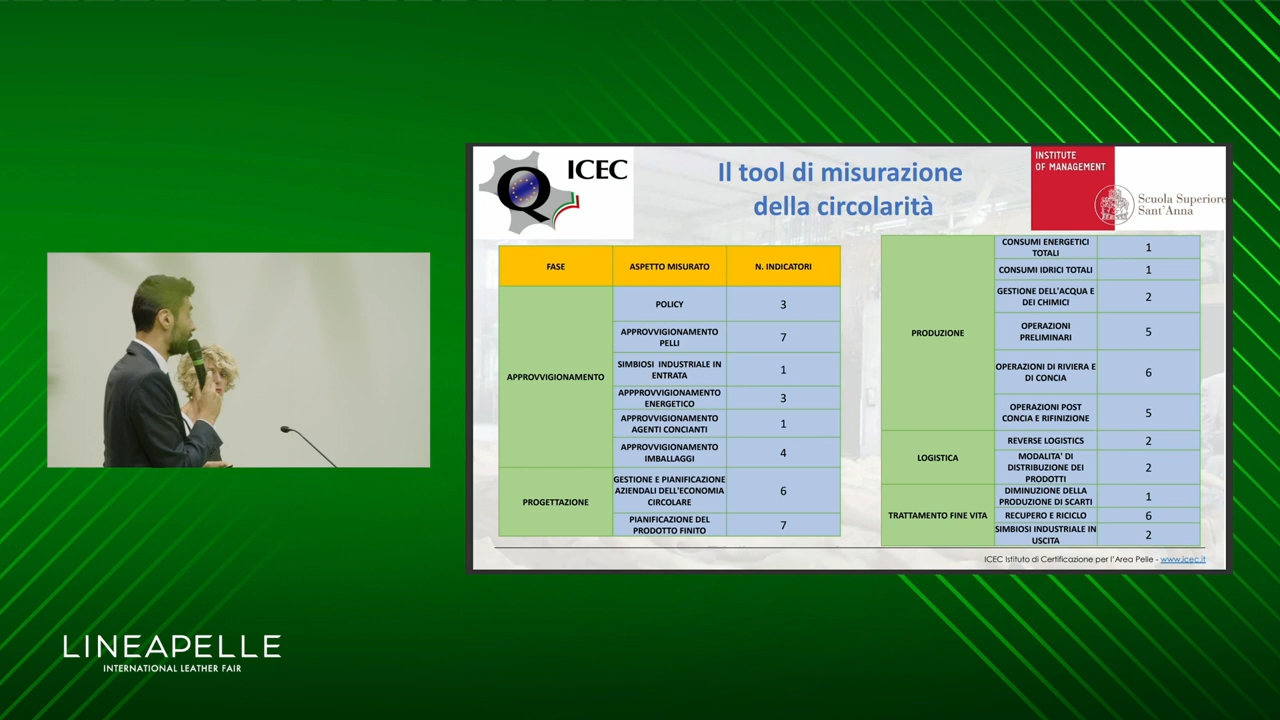 ICEC
Q
Il tool di misurazione
della circolarità
INSTITUTE
OF MANAGEMENT
Scuola Superiore
Sant'Anna
FASE
ASPETTO MISURATO
N. INDICATORI
APPROVVIGIONAMENTO
POLICY
3
APPROVVIGIONAMENTO
PELLI
7
SIMBIOSI INDUSTRIALE IN
ENTRATA
1
APPPROVVIGIONAMENTO
ENERGETICO
3
APPROVVIGIONAMENTO
AGENTI CONCIANTI
1
APPROVVIGIONAMENTO
IMBALLAGGI
4
PROGETTAZIONE
GESTIONE E PIANIFICAZIONE
AZIENDALI DELL'ECONOMIA
CIRCOLARE
6
PIANIFICAZIONE DEL
PRODOTTO FINITO
7
PRODUZIONE
CONSUMI ENERGETICI
TOTALI
1
CONSUMI IDRICI TOTALI
1
GESTIONE DELL'ACQUA E
DEI CHIMICI
2
OPERAZIONI
PRELIMINARI
5
OPERAZIONI DI RIVIERA E
DI CONCIA
6
OPERAZIONI POST
CONCIA E RIFINIZIONE
5
LOGISTICA
REVERSE LOGISTICS
2
MODALITA' DI
DISTRIBUZIONE DEI
PRODOTTI
2
TRATTAMENTO FINE VITA
DIMINUZIONE DELLA
PRODUZIONE DI SCARTI
1
RECUPERO E RICICLO
6
SIMBIOSI INDUSTRIALE IN
USCITA
2
ICEC Istituto di Certificazione per l'Area Pelle - www.icec.it
LINEAPELLE
INTERNATIONAL LEATHER FAIR